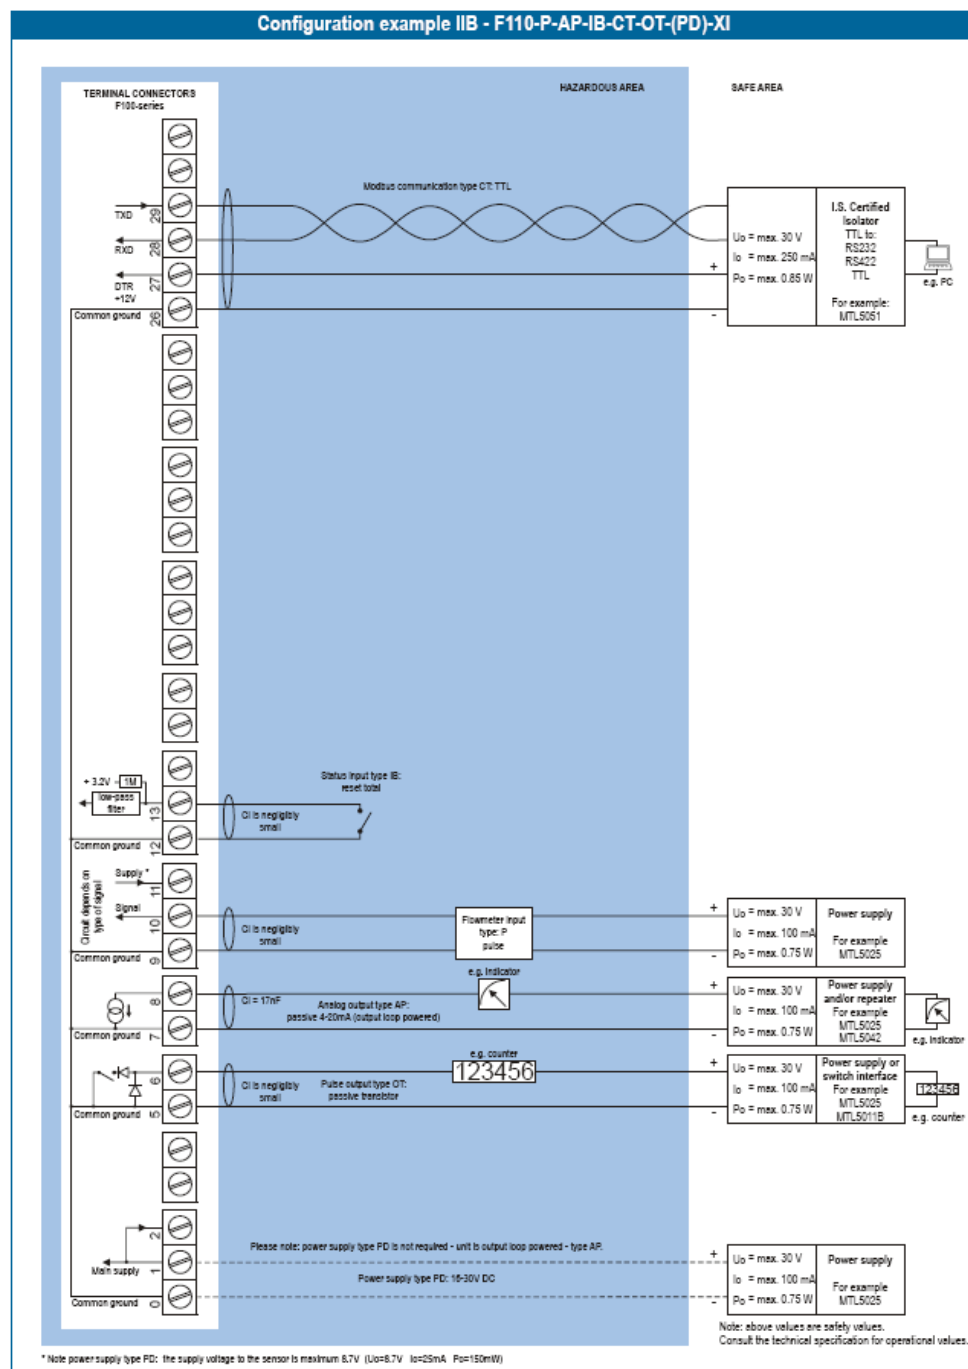 Configuration example IIB - F110-P-AP-IB-CT-OT-(PD)-XI
TERMINAL CONNECTORS
F100-series
HAZARDOUS AREA
SAFE AREA
Modbus communication type CT: TTL
TXD
29
RXD
28
DTR
+12V
27
Common ground
26
Uo = max. 30 V
Io = max. 250 mA
Po = max. 0.85 W
+
-
I.S. Certified
Isolator
TTL to:
RS232
RS422
TTL
For example:
MTL5051
e.g. PC
+ 3.2V
1M
low-pass
filter
13
Common ground
12
Status input type IB:
reset total
Ci is negligibly
small
Circuit depends on
type of signal
Supply *
11
Signal
10
Common ground
9
Ci is negligibly
small
Flowmeter input
type: P
pulse
+
-
Uo = max. 30 V
Io = max. 100 mA
Po = max. 0.75 W
Power supply
For example
MTL5025
8
Common ground
7
Ci = 17nF
Analog output type AP:
passive 4-20mA (output loop powered)
e.g. indicator
+
-
Uo = max. 30 V
Io = max. 100 mA
Po = max. 0.75 W
Power supply
and/or repeater
For example
MTL5025
MTL5042
e.g. indicator
6
Common ground
5
Ci is negligibly
small
Pulse output type OT:
passive transistor
e.g. counter
123456
+
-
Uo = max. 30 V
Io = max. 100 mA
Po = max. 0.75 W
Power supply or
switch interface
For example
MTL5025
MTL5011B
123456
e.g. counter
2
Main supply
1
Common ground
0
Please note: power supply type PD is not required - unit is output loop powered - type AP.
Power supply type PD: 16-30V DC
+
-
Uo = max. 30 V
Io = max. 100 mA
Po = max. 0.75 W
Power supply
For example
MTL5025
Note: above values are safety values.
Consult the technical specification for operational values.
* Note power supply type PD: the supply voltage to the sensor is maximum 8.7V (Uo=8.7V Io=25mA Po=150mW)